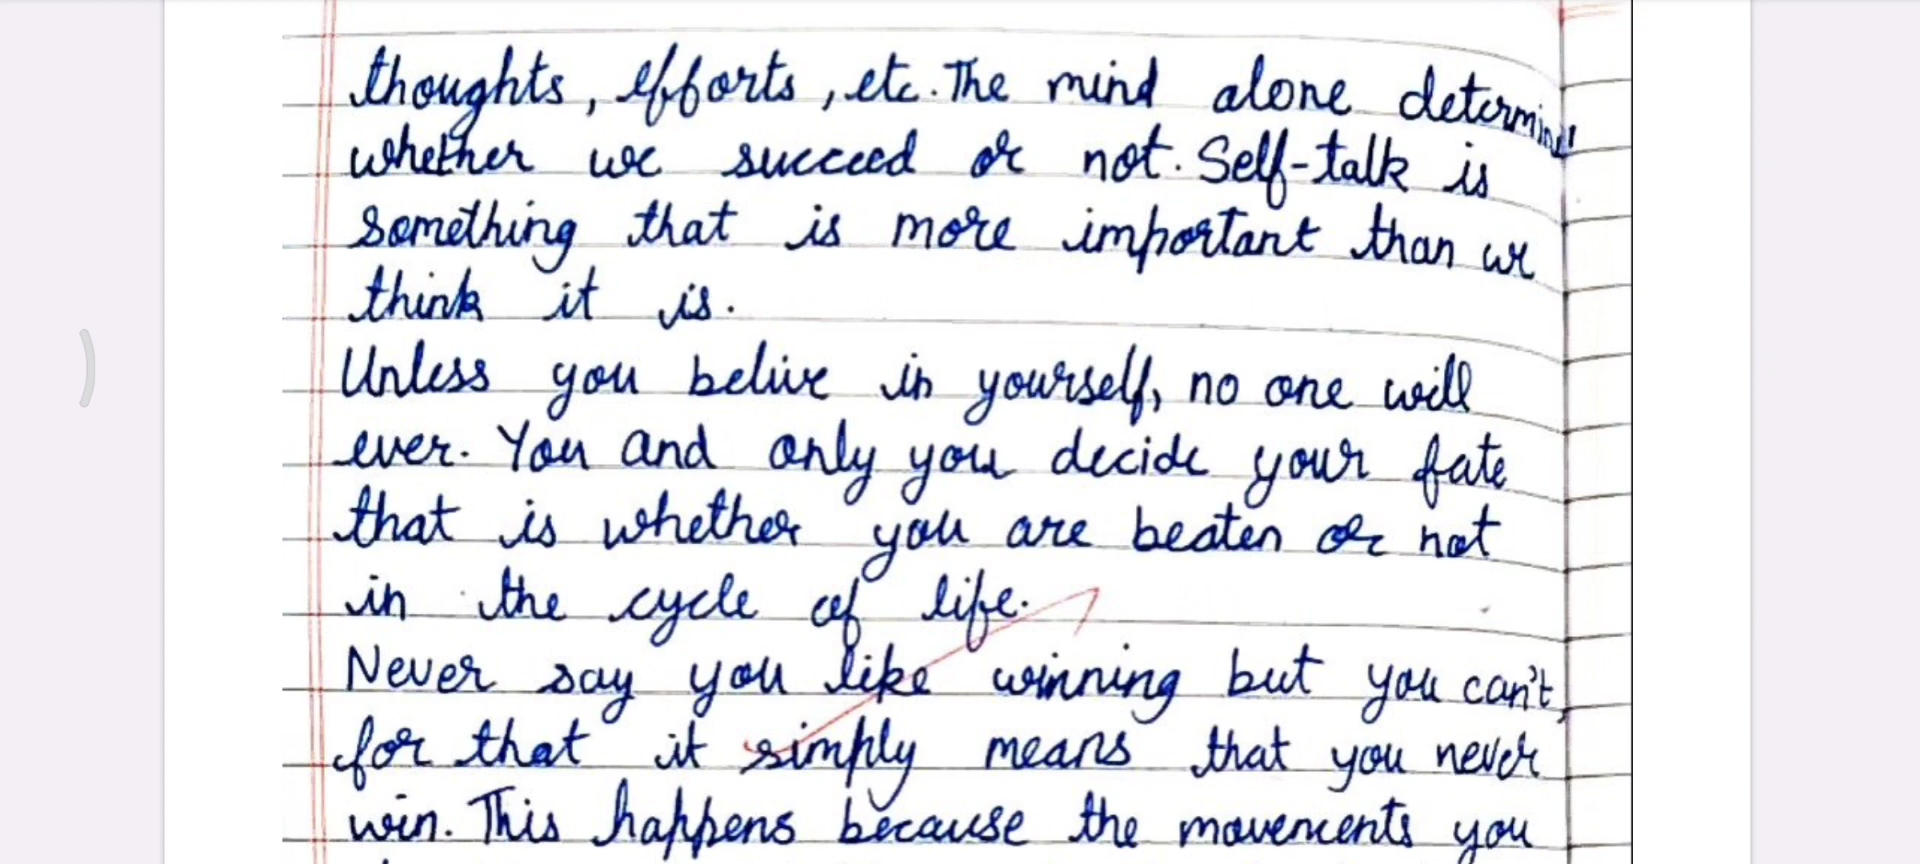 thoughts, efforts, etc. The mind alone determines
whether we succeed or not. Self-talk is
something that is more important than we
think it is.
Unless you belive in yourself, no one will
ever. You and only you decide your fate
that is whether you are beaten or not
in the cycle of life.
Never say you like winning but you can't,
for that it simply means that you never
win. This happens because the movements you